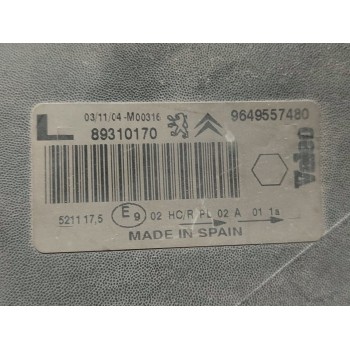 03/11/04 -M00316
L 89310170 9649557480
Valeo
521117,5 E9 02 HC/R PL 02 A 01 1a
MADE IN SPAIN